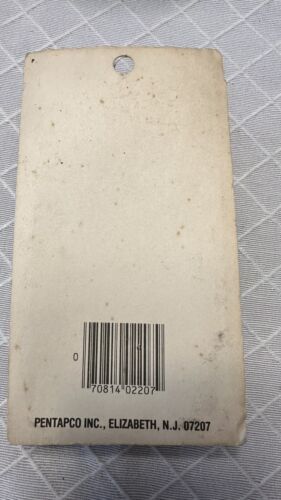 0
70814 02207
PENTAPCO INC., ELIZABETH, N.J. 07207